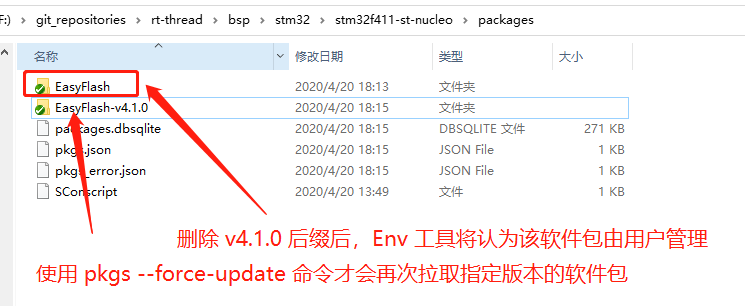 F:) › git_repositories › rt-thread › bsp › stm32 › stm32f411-st-nucleo › packages
名称 修改日期 类型 大小
EasyFlash 2020/4/20 18:13 文件夹
EasyFlash-v4.1.0 2020/4/20 18:15 文件夹
packages.dbsqlite 2020/4/20 18:15 DBSQLITE 文件 271 KB
pkgs.json 2020/4/20 18:15 JSON File 1 KB
pkgs_error.json 2020/4/20 18:15 JSON File 1 KB
SConscript 2020/4/20 13:49 文件 1 KB
删除 v4.1.0 后缀后，Env 工具将认为该软件包由用户管理
使用 pkgs --force-update 命令才会再次拉取指定版本的软件包